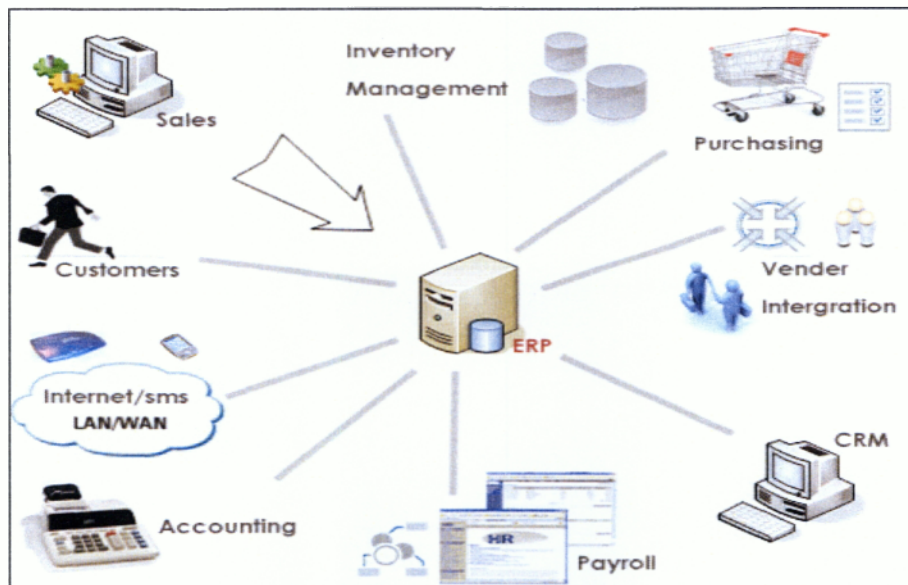 Inventory
Management
Sales
Purchasing
Customers
Vender
Intergration
ERP
Internet/sms
LAN/WAN
CRM
Accounting
HR
Payroll